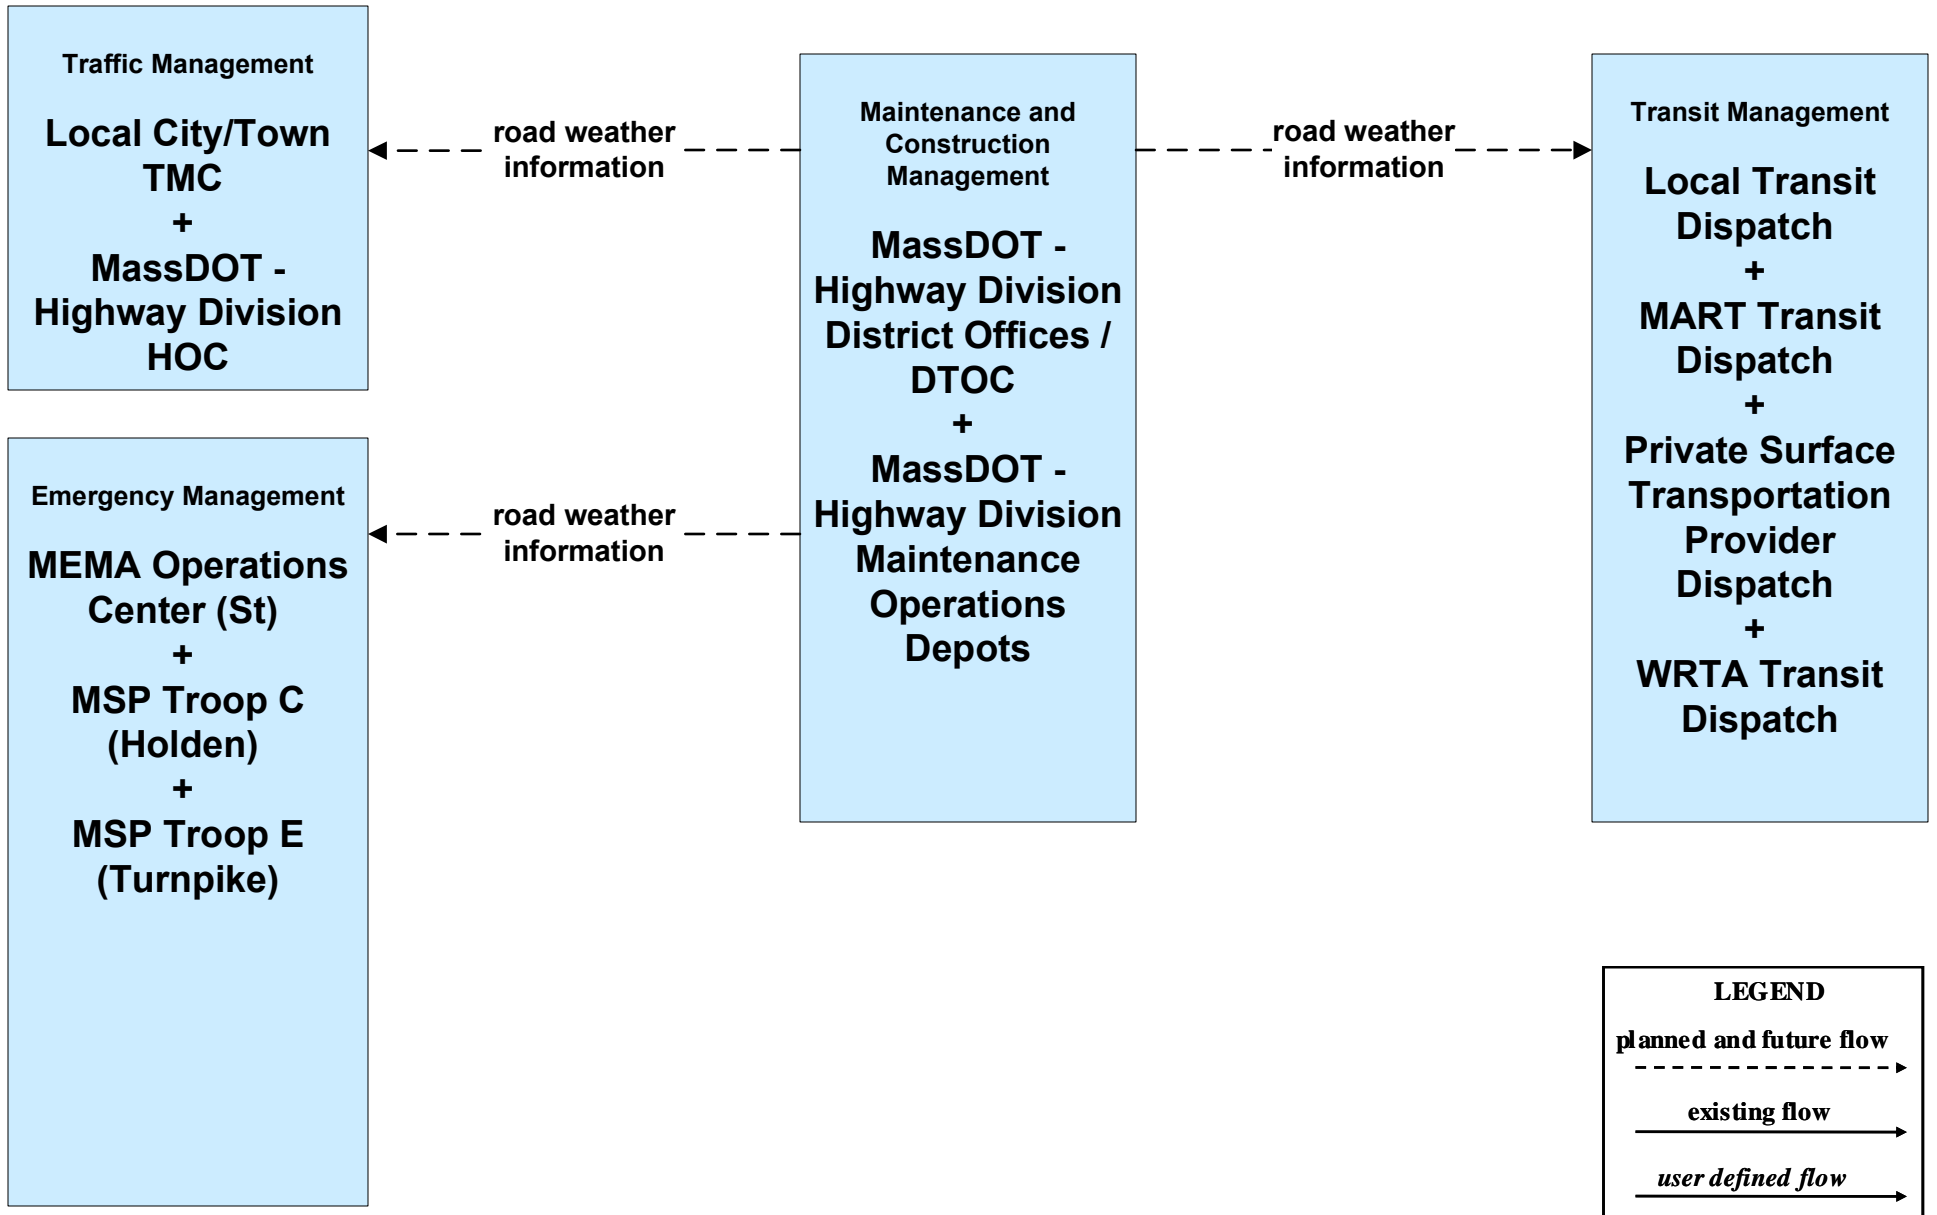 Traffic Management
Local City/Town
TMC
+
MassDOT -
Highway Division
HOC
Emergency Management
MEMA Operations
Center (St)
+
MSP Troop C
(Holden)
+
MSP Troop E
(Turnpike)
road weather
information
road weather
information
Maintenance and
Construction
Management
MassDOT -
Highway Division
District Offices /
DTOC
+
MassDOT -
Highway Division
Maintenance
Operations
Depots
road weather
information
Transit Management
Local Transit
Dispatch
+
MART Transit
Dispatch
+
Private Surface
Transportation
Provider
Dispatch
+
WRTA Transit
Dispatch
LEGEND
planned and future flow
existing flow
user defined flow